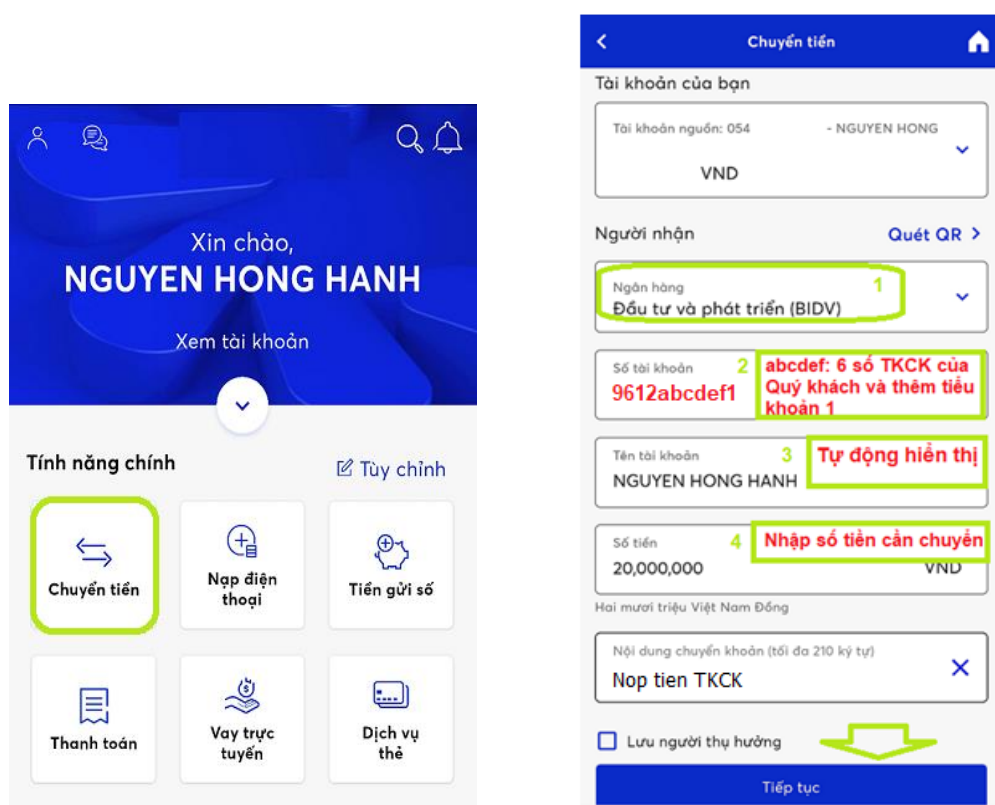 Xin chào,
NGUYEN HONG HANH
Xem tài khoản
Tính năng chính
Tùy chỉnh
Chuyển tiền
Nạp điện
thoại
Tiền gửi số
Thanh toán
Vay trực
tuyến
Dịch vụ
thẻ
Chuyển tiền
Tài khoản của bạn
Tài khoản nguồn: 054 - NGUYEN HONG
VND
Người nhận Quét QR >
Ngân hàng 1
Đầu tư và phát triển (BIDV)
Số tài khoản 2
9612abcdef1
abcdef: 6 số TKCK của
Quý khách và thêm tiểu
khoản 1
Tên tài khoản 3
NGUYEN HONG HANH
Tự động hiển thị
Số tiền 4
Nhập số tiền cần chuyển
20,000,000 VND
Hai mươi triệu Việt Nam Đồng
Nội dung chuyển khoản (tối đa 210 ký tự)
Nop tien TKCK
Lưu người thụ hưởng
Tiếp tục